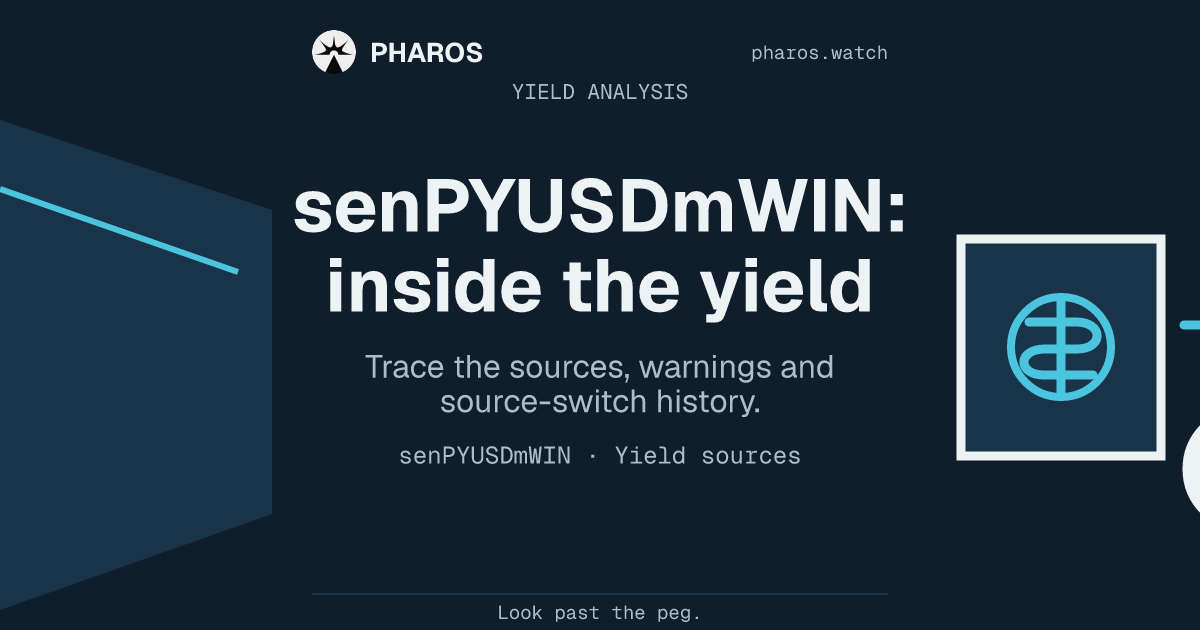 PHAROS
pharos.watch
YIELD ANALYSIS
senPYUSDmWIN:
inside the yield
Trace the sources, warnings and
source-switch history.
senPYUSDmWIN · Yield sources
Look past the peg.